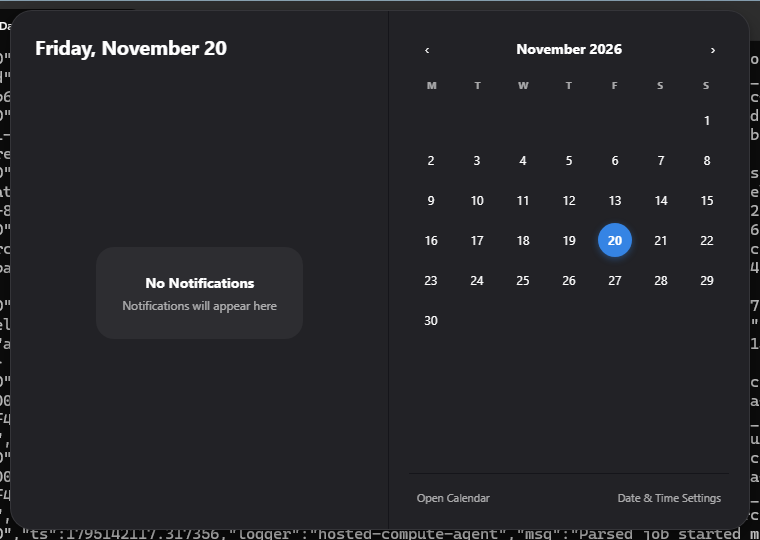 Friday, November 20
No Notifications
Notifications will appear here
‹ November 2026 ›
M T W T F S S
1
2 3 4 5 6 7 8
9 10 11 12 13 14 15
16 17 18 19 20 21 22
23 24 25 26 27 28 29
30
Open Calendar Date & Time Settings
","ts":1795142117.317356,"logger":"hosted-compute-agent","msg":"Parsed job started m